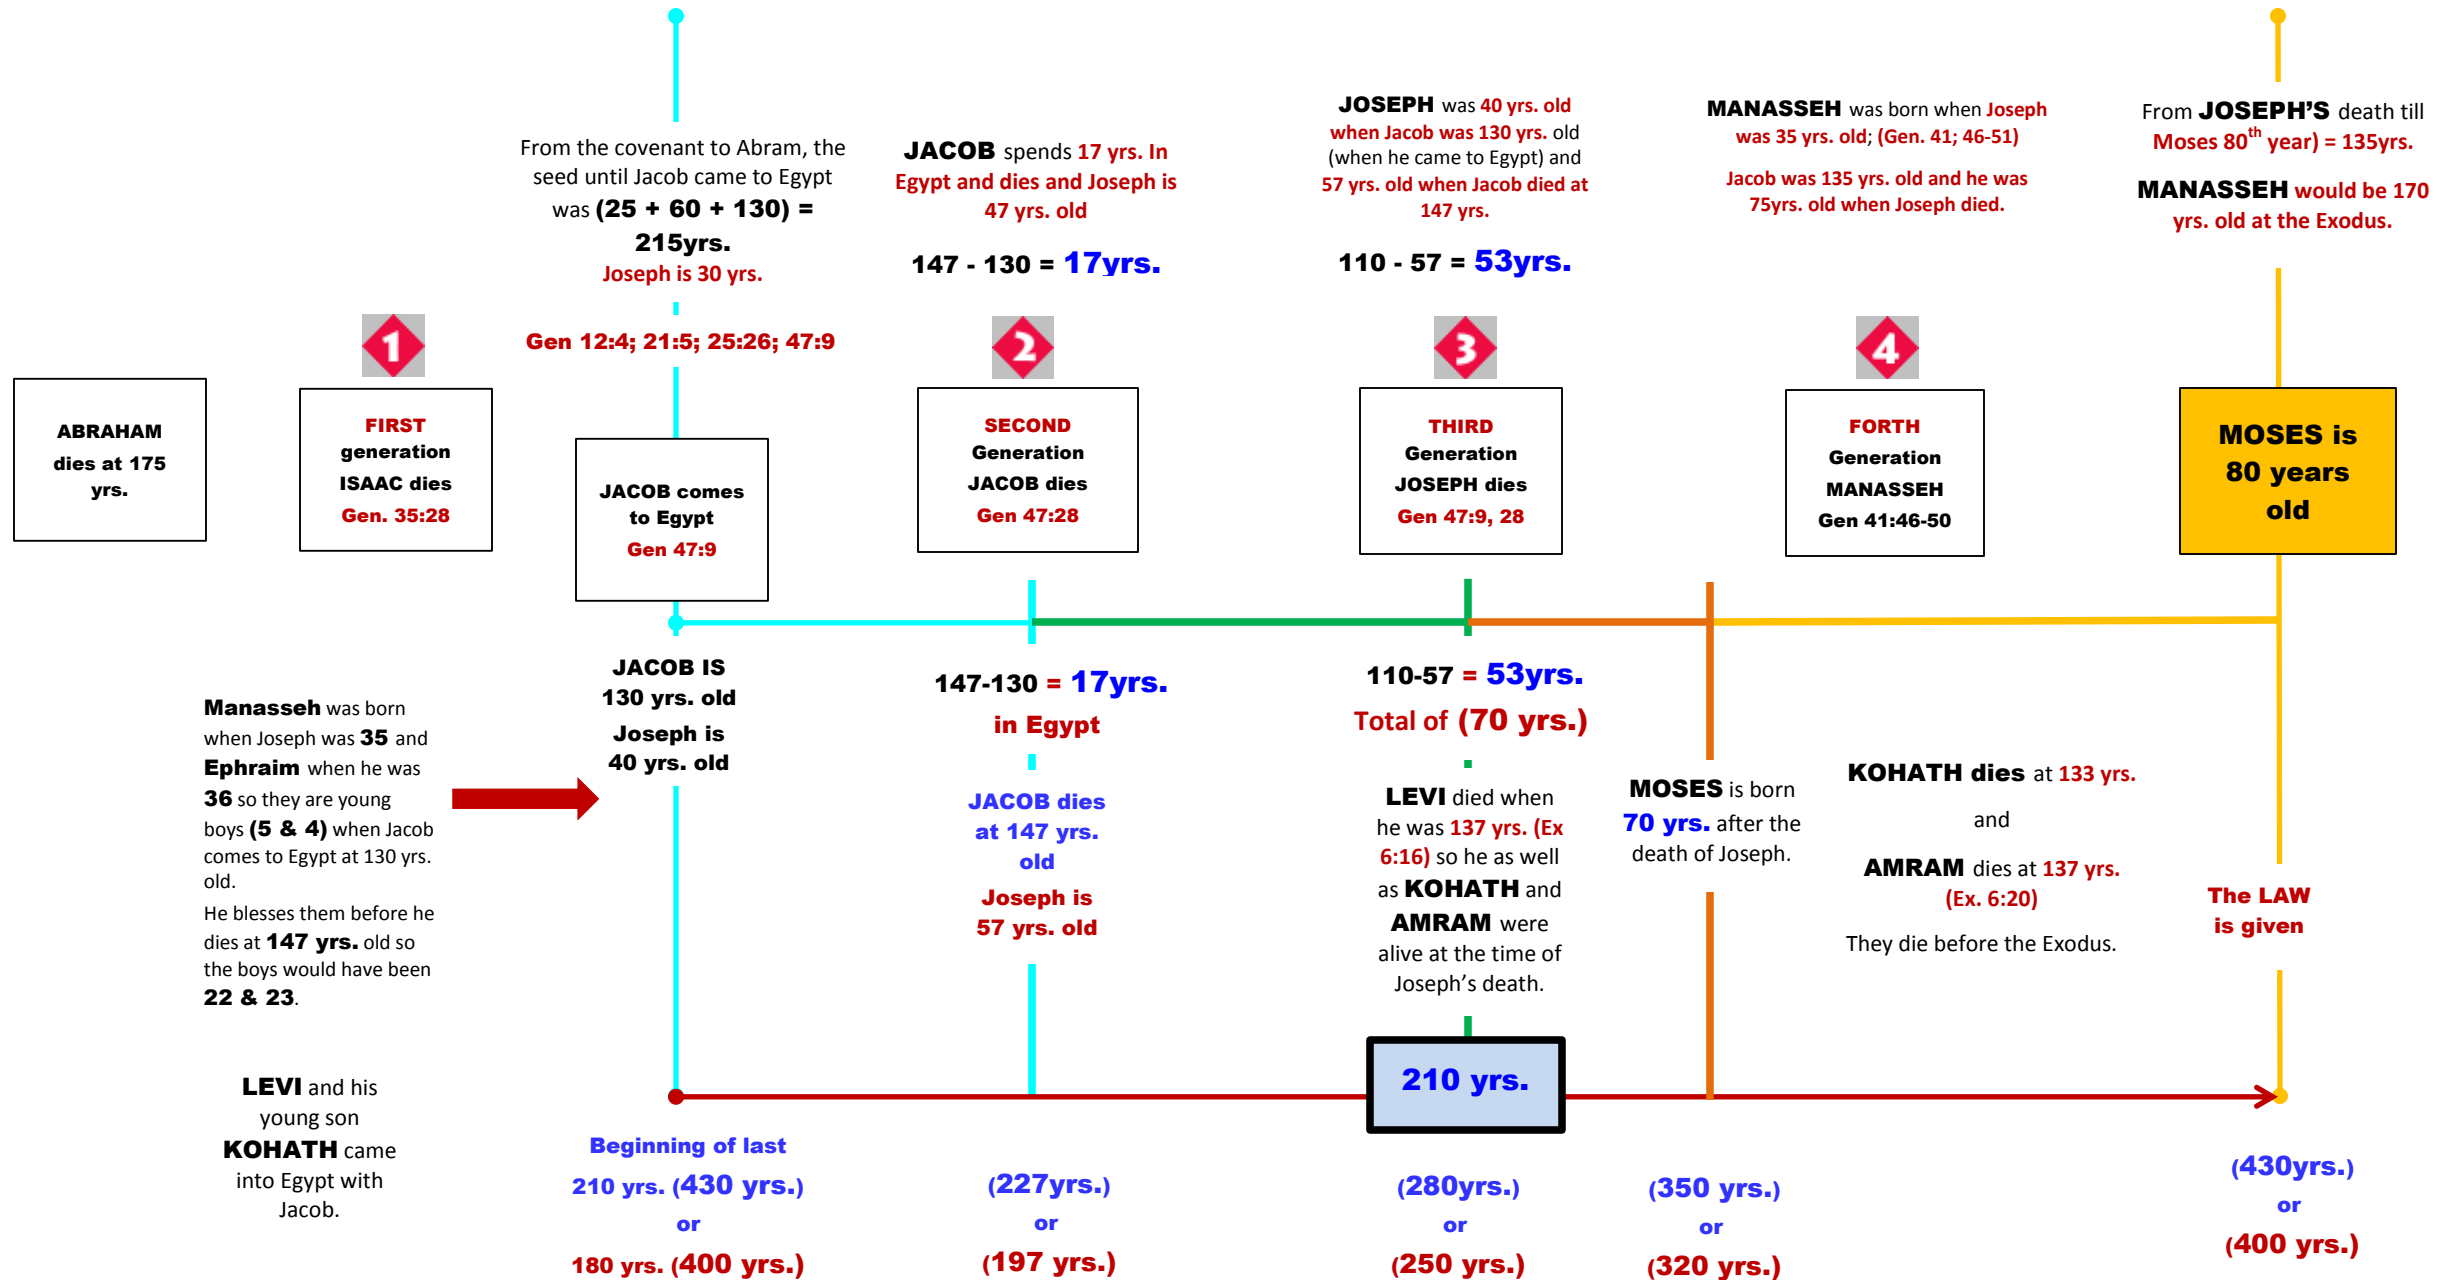 From the covenant to Abram, the
seed until Jacob came to Egypt
was (25 + 60 + 130) =
215yrs.
Joseph is 30 yrs.
Gen 12:4; 21:5; 25:26; 47:9
JACOB spends 17 yrs. In
Egypt and dies and Joseph is
47 yrs. old
147 - 130 = 17yrs.
JOSEPH was 40 yrs. old
when Jacob was 130 yrs. old
(when he came to Egypt) and
57 yrs. old when Jacob died at
147 yrs.
110 - 57 = 53yrs.
MANASSEH was born when Joseph
was 35 yrs. old; (Gen. 41; 46-51)
Jacob was 135 yrs. old and he was
75yrs. old when Joseph died.
From JOSEPH'S death till
Moses 80th year) = 135yrs.
MANASSEH would be 170
yrs. old at the Exodus.
1
2
3
4
ABRAHAM
dies at 175
yrs.
FIRST
generation
ISAAC dies
Gen. 35:28
JACOB comes
to Egypt
Gen 47:9
SECOND
Generation
JACOB dies
Gen 47:28
THIRD
Generation
JOSEPH dies
Gen 47:9, 28
FORTH
Generation
MANASSEH
Gen 41:46-50
MOSES is
80 years
old
Manasseh was born
when Joseph was 35 and
Ephraim when he was
36 so they are young
boys (5 & 4) when Jacob
comes to Egypt at 130 yrs.
old.
He blesses them before he
dies at 147 yrs. old so
the boys would have been
22 & 23.
LEVI and his
young son
KOHATH came
into Egypt with
Jacob.
JACOB IS
130 yrs. old
Joseph is
40 yrs. old
147-130 = 17yrs.
in Egypt
JACOB dies
at 147 yrs.
old
Joseph is
57 yrs. old
110-57 = 53yrs.
Total of (70 yrs.)
LEVI died when
he was 137 yrs. (Ex
6:16) so he as well
as KOHATH and
AMRAM were
alive at the time of
Joseph's death.
MOSES is born
70 yrs. after the
death of Joseph.
KOHATH dies at 133 yrs.
and
AMRAM dies at 137 yrs.
(Ex. 6:20)
They die before the Exodus.
The LAW
is given
210 yrs.
Beginning of last
210 yrs. (430 yrs.)
or
180 yrs. (400 yrs.)
(227yrs.)
or
(197 yrs.)
(280yrs.)
or
(250 yrs.)
(350 yrs.)
or
(320 yrs.)
(430yrs.)
or
(400 yrs.)